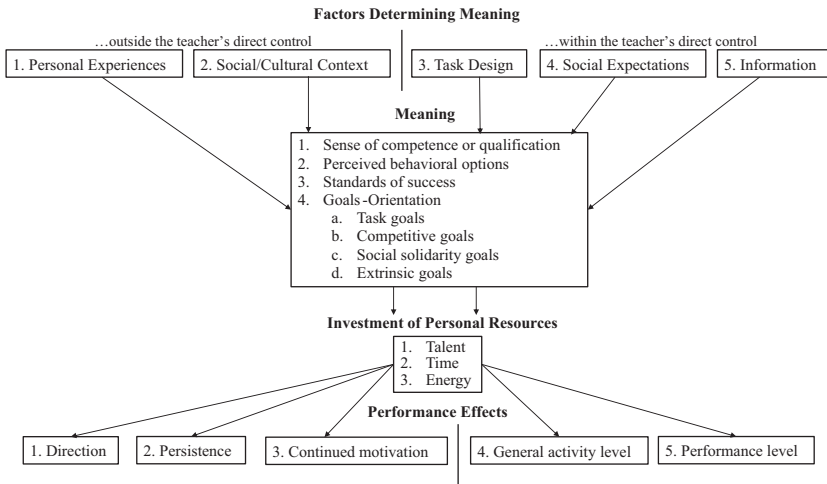 Factors Determining Meaning
…outside the teacher's direct control
…within the teacher's direct control
1. Personal Experiences
2. Social/Cultural Context
3. Task Design
4. Social Expectations
5. Information
Meaning
1. Sense of competence or qualification
2. Perceived behavioral options
3. Standards of success
4. Goals-Orientation
a. Task goals
b. Competitive goals
c. Social solidarity goals
d. Extrinsic goals
Investment of Personal Resources
1. Talent
2. Time
3. Energy
Performance Effects
1. Direction
2. Persistence
3. Continued motivation
4. General activity level
5. Performance level